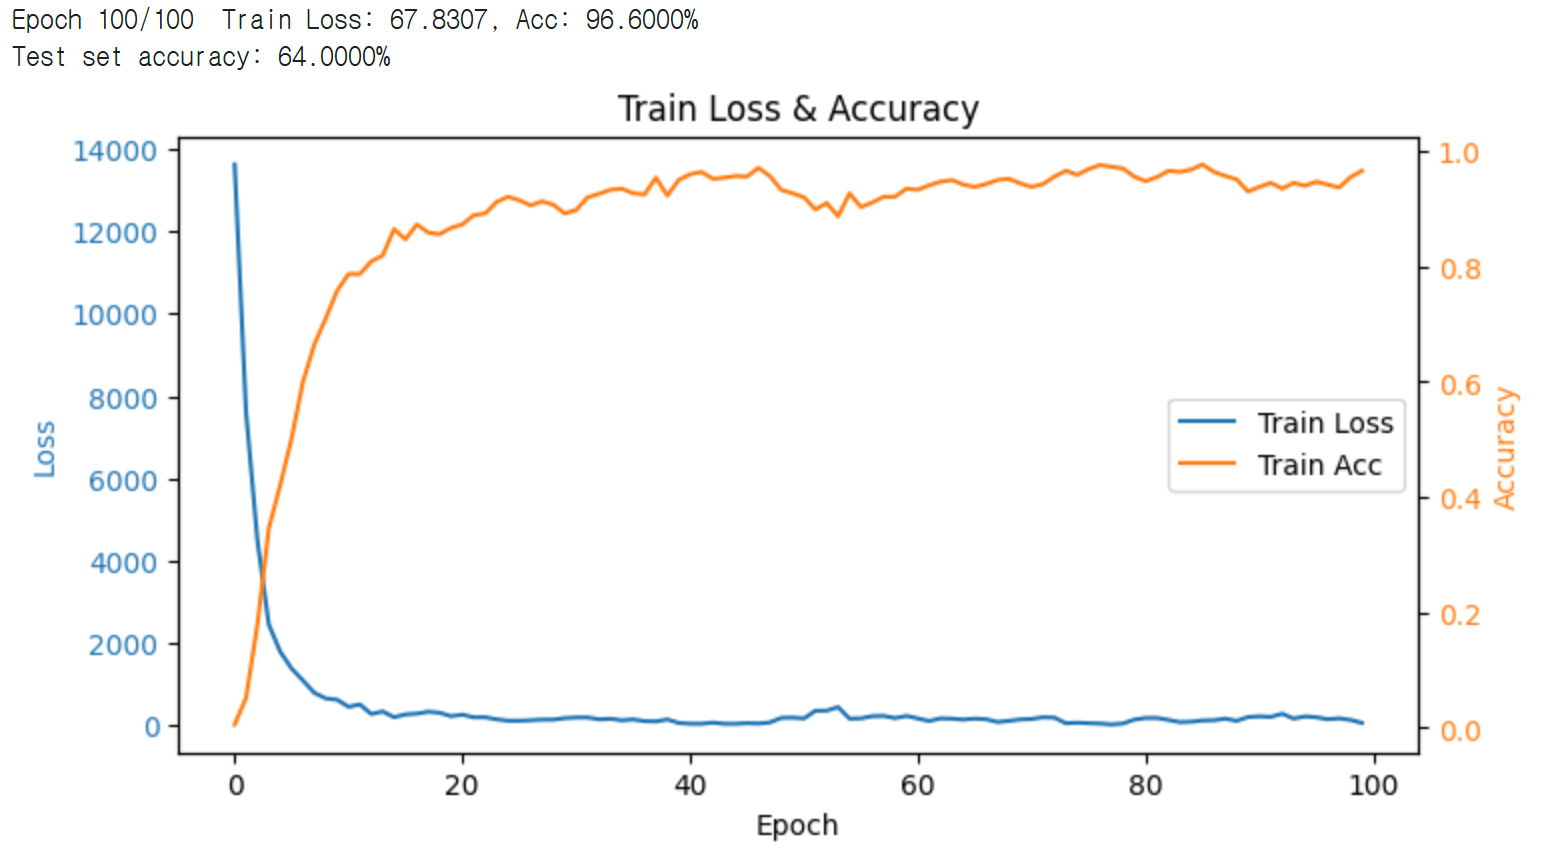 Epoch 100/100  Train Loss: 67.8307, Acc: 96.6000%
Test set accuracy: 64.0000%
Train Loss & Accuracy
14000
12000
10000
8000
6000
4000
2000
0
Loss
1.0
0.8
0.6
0.4
0.2
0.0
Accuracy
Train Loss
Train Acc
0 20 40 60 80 100
Epoch